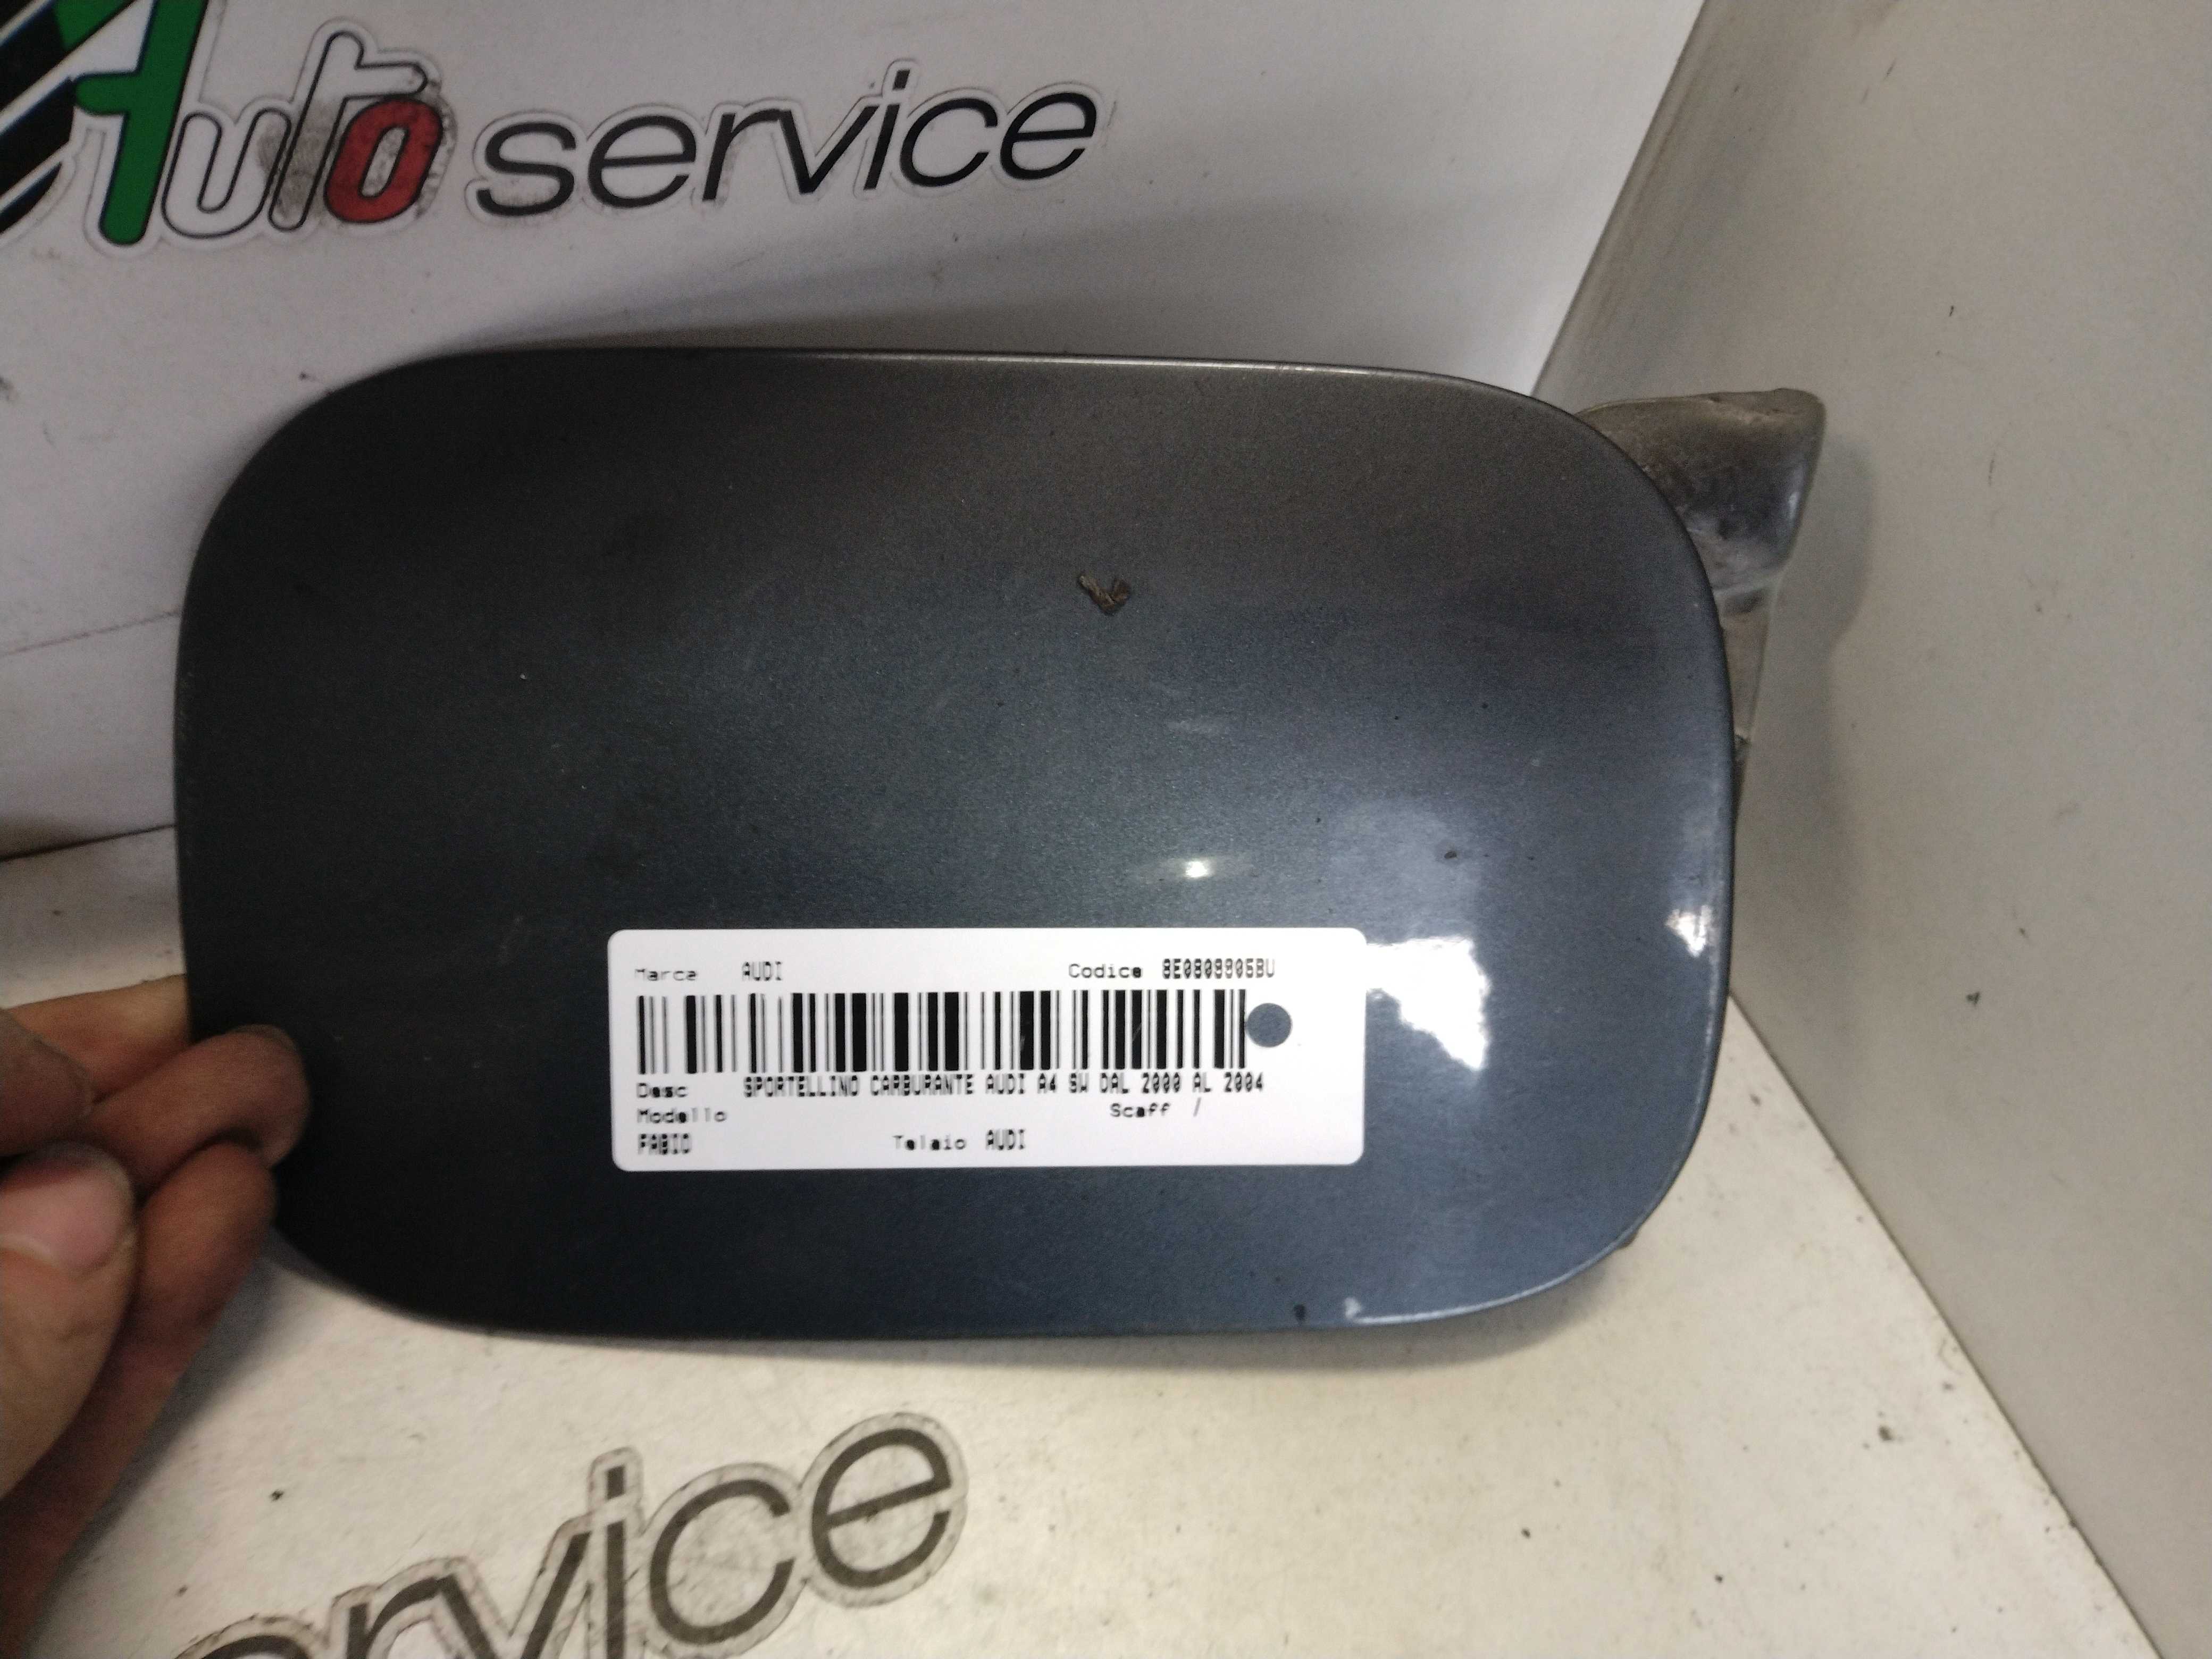 Auto service
Marca AUDI Codice 8E0809905BU
Desc SPORTELLINO CARBURANTE AUDI A4 SW DAL 2000 AL 2004
Modello Scaff /
FABIO Telaio AUDI
ervice